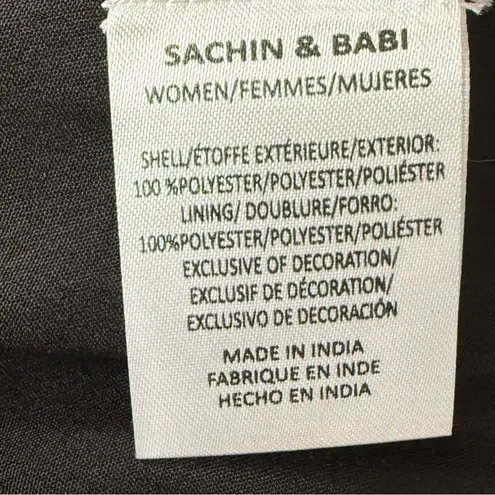 SACHIN & BABI
WOMEN/FEMMES/MUJERES
SHELL/ÉTOFFE EXTÉRIEURE/EXTERIOR:
100 %POLYESTER/POLYESTER/POLIÉSTER
LINING/ DOUBLURE/FORRO:
100%POLYESTER/POLYESTER/POLIÉSTER
EXCLUSIVE OF DECORATION/
EXCLUSIF DE DÉCORATION/
EXCLUSIVO DE DECORACIÓN
MADE IN INDIA
FABRIQUE EN INDE
HECHO EN INDIA